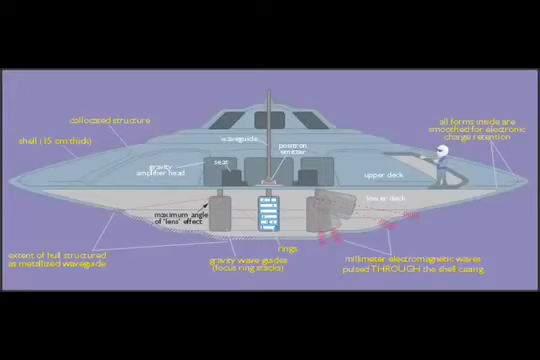 collocated structure
shell (15 cm thick)
waveguide
positron
emitter
all forms inside are
smoothed for electronic
charge retention
gravity
amplifier head
seat
upper deck
lower deck
maximum angle
of 'lens' effect
rings
extent of hull structured
as metallized waveguide
gravity wave guides
(focus ring stacks)
millimeter electromagnetic waves
pulsed THROUGH the shell casing